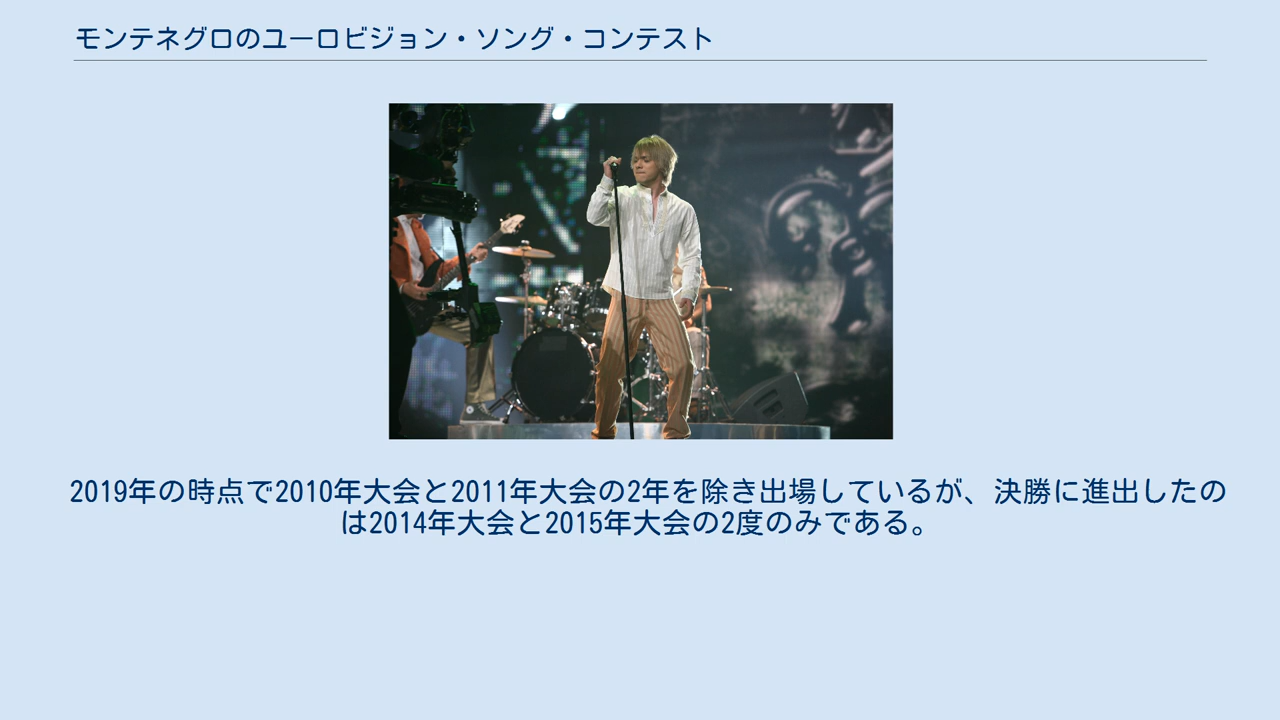 モンテネグロのユーロビジョン・ソング・コンテスト
2019年の時点で2010年大会と2011年大会の2年を除き出場しているが、決勝に進出したの
は2014年大会と2015年大会の2度のみである。